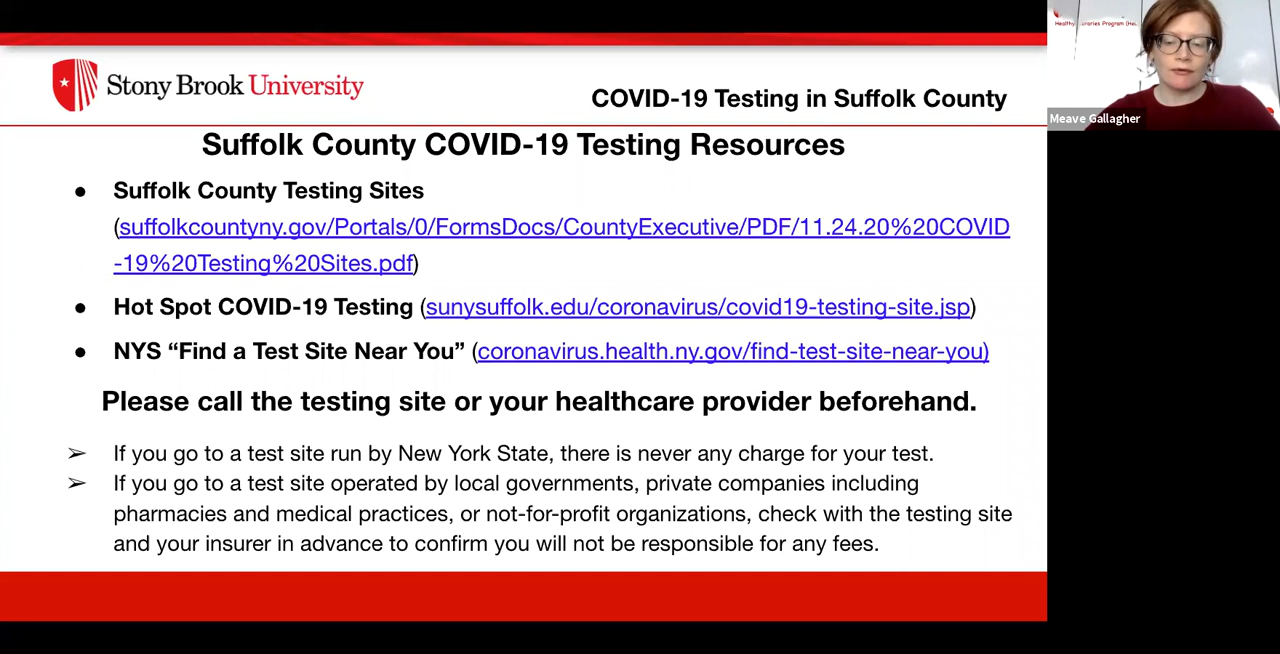 Stony Brook University
COVID-19 Testing in Suffolk County
Suffolk County COVID-19 Testing Resources
● Suffolk County Testing Sites
(suffolkcountyny.gov/Portals/0/FormsDocs/CountyExecutive/PDF/11.24.20%20COVID
-19%20Testing%20Sites.pdf)
● Hot Spot COVID-19 Testing (sunysuffolk.edu/coronavirus/covid19-testing-site.jsp)
● NYS “Find a Test Site Near You” (coronavirus.health.ny.gov/find-test-site-near-you)
Please call the testing site or your healthcare provider beforehand.
➢ If you go to a test site run by New York State, there is never any charge for your test.
➢ If you go to a test site operated by local governments, private companies including
pharmacies and medical practices, or not-for-profit organizations, check with the testing site
and your insurer in advance to confirm you will not be responsible for any fees.
Healthy Program
Meave Gallagher